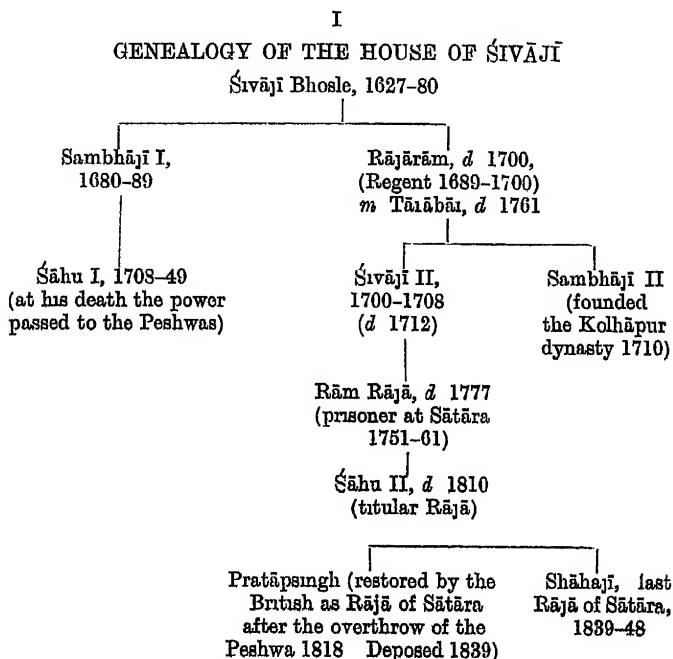 I
GENEALOGY OF THE HOUSE OF ŚIVĀJĪ
Śivājī Bhosle, 1627–80
Sambhājī I,
1680–89
Rājārām, d 1700,
(Regent 1689–1700)
m Tāıābāı, d 1761
Śāhu I, 1708–49
(at his death the power
passed to the Peshwas)
Śivājī II,
1700–1708
(d 1712)
Sambhājī II
(founded
the Kolhāpur
dynasty 1710)
Rām Rājā, d 1777
(prisoner at Sātāra
1751–61)
Śāhu II, d 1810
(titular Rājā)
Pratāpsingh (restored by the
British as Rājā of Sātāra
after the overthrow of the
Peshwa 1818 Deposed 1839)
Shāhajī, last
Rājā of Sātāra,
1839–48